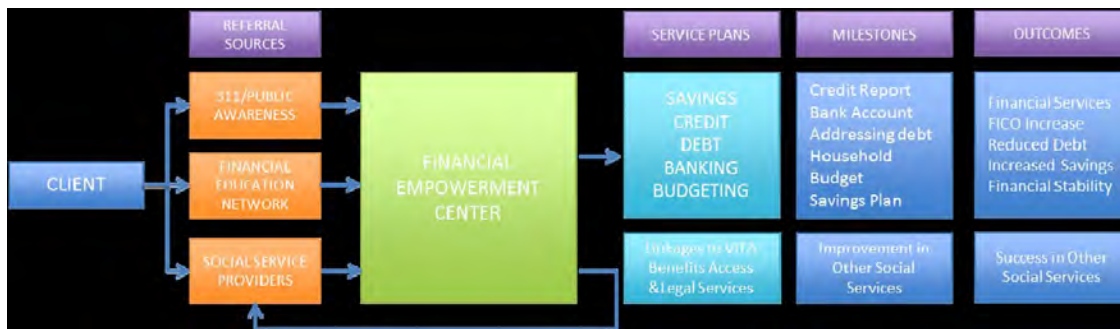 REFERRAL
SOURCES
SERVICE PLANS
MILESTONES
OUTCOMES
CLIENT
311/PUBLIC
AWARENESS
FINANCIAL
EDUCATION
NETWORK
SOCIAL SERVICE
PROVIDERS
FINANCIAL
EMPOWERMENT
CENTER
SAVINGS
CREDIT
DEBT
BANKING
BUDGETING
Credit Report
Bank Account
Addressing debt
Household
Budget
Savings Plan
Financial Services
FICO Increase
Reduced Debt
Increased Savings
Financial Stability
Linkages to VITA
Benefits Access
&Legal Services
Improvement in
Other Social
Services
Success in Other
Social Services